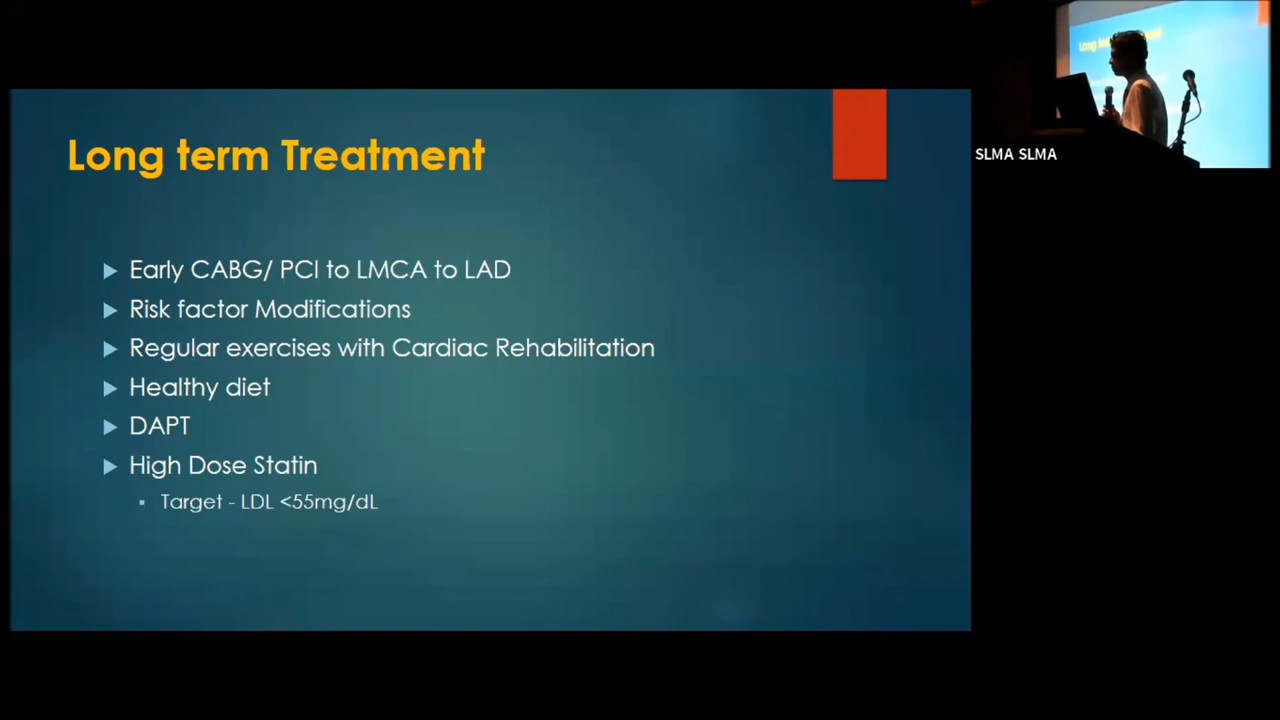 Long term Treatment
Early CABG/ PCI to LMCA to LAD
Risk factor Modifications
Regular exercises with Cardiac Rehabilitation
Healthy diet
DAPT
High Dose Statin
Target - LDL <55mg/dL
SLMA SLMA